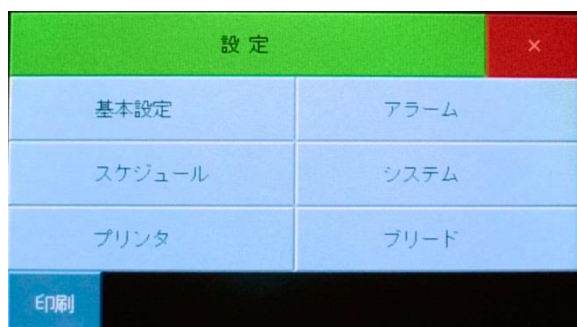 設定 ×
基本設定 アラーム
スケジュール システム
プリンタ ブリード
印刷